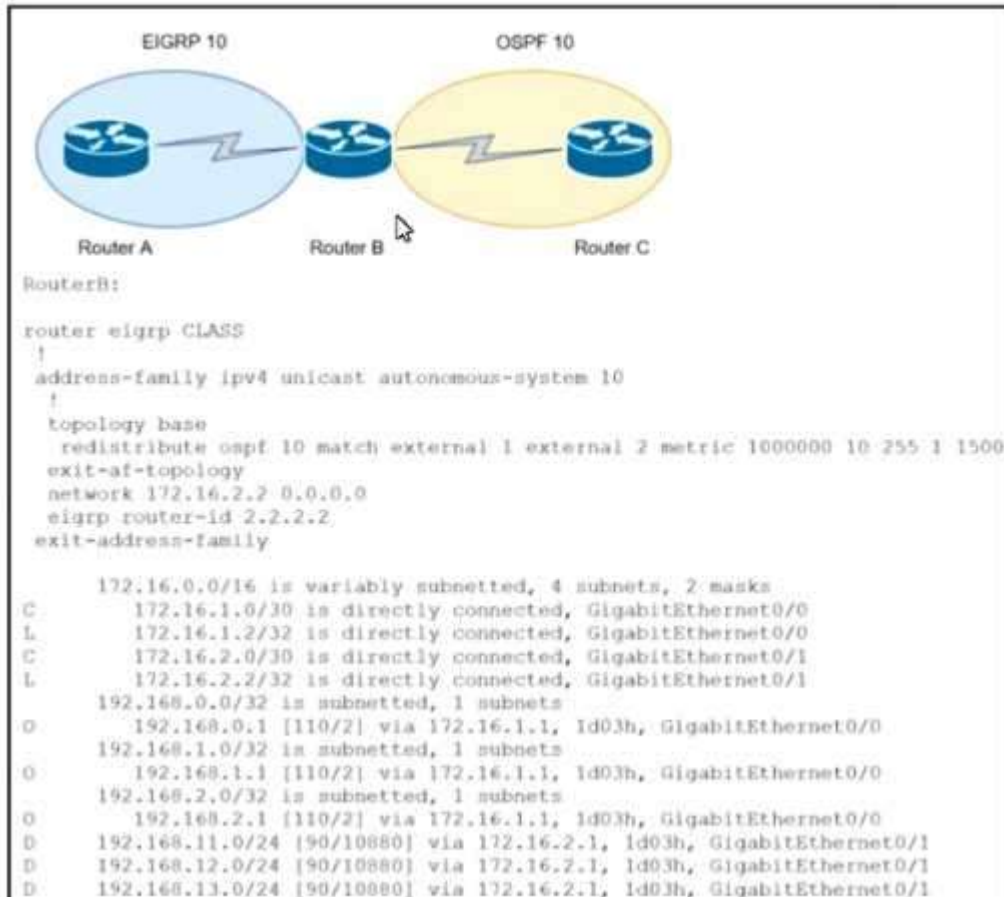 EIGRP 10 OSPF 10
Router A Router B Router C
RouterB:
router eigrp CLASS
!
address-family ipv4 unicast autonomous-system 10
!
topology base
redistribute ospf 10 match external 1 external 2 metric 1000000 10 255 1 1500
exit-af-topology
network 172.16.2.2 0.0.0.0
eigrp router-id 2.2.2.2
exit-address-family
172.16.0.0/16 is variably subnetted, 4 subnets, 2 masks
C 172.16.1.0/30 is directly connected, GigabitEthernet0/0
L 172.16.1.2/32 is directly connected, GigabitEthernet0/0
C 172.16.2.0/30 is directly connected, GigabitEthernet0/1
L 172.16.2.2/32 is directly connected, GigabitEthernet0/1
192.168.0.0/32 is subnetted, 1 subnets
O 192.168.0.1 [110/2] via 172.16.1.1, 1d03h, GigabitEthernet0/0
192.168.1.0/32 is subnetted, 1 subnets
O 192.168.1.1 [110/2] via 172.16.1.1, 1d03h, GigabitEthernet0/0
192.168.2.0/32 is subnetted, 1 subnets
O 192.168.2.1 [110/2] via 172.16.1.1, 1d03h, GigabitEthernet0/0
D 192.168.11.0/24 [90/10880] via 172.16.2.1, 1d03h, GigabitEthernet0/1
D 192.168.12.0/24 [90/10880] via 172.16.2.1, 1d03h, GigabitEthernet0/1
D 192.168.13.0/24 [90/10880] via 172.16.2.1, 1d03h, GigabitEthernet0/1